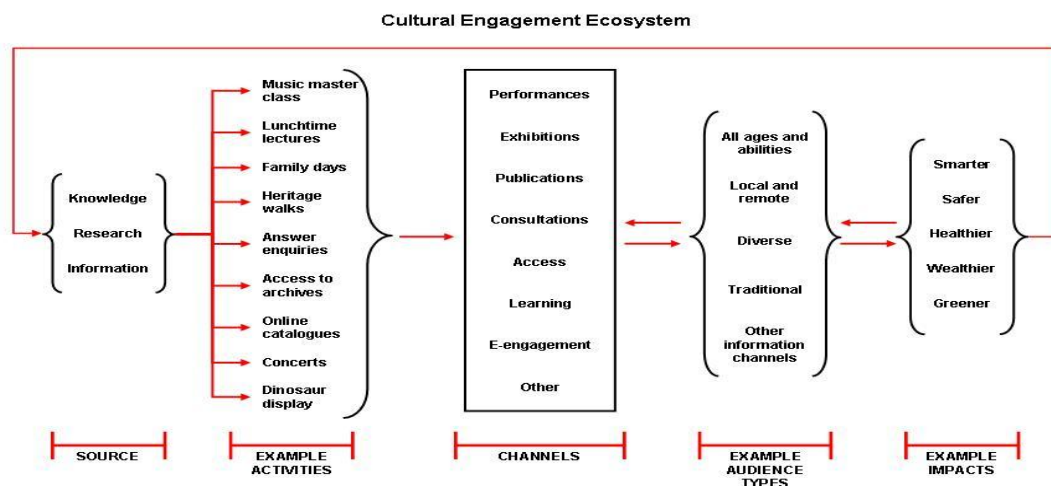 Cultural Engagement Ecosystem
Knowledge
Research
Information
Music master
class
Lunchtime
lectures
Family days
Heritage
walks
Answer
enquiries
Access to
archives
Online
catalogues
Concerts
Dinosaur
display
Performances
Exhibitions
Publications
Consultations
Access
Learning
E-engagement
Other
All ages and
abilities
Local and
remote
Diverse
Traditional
Other
information
channels
Smarter
Safer
Healthier
Wealthier
Greener
SOURCE
EXAMPLE
ACTIVITIES
CHANNELS
EXAMPLE
AUDIENCE
TYPES
EXAMPLE
IMPACTS